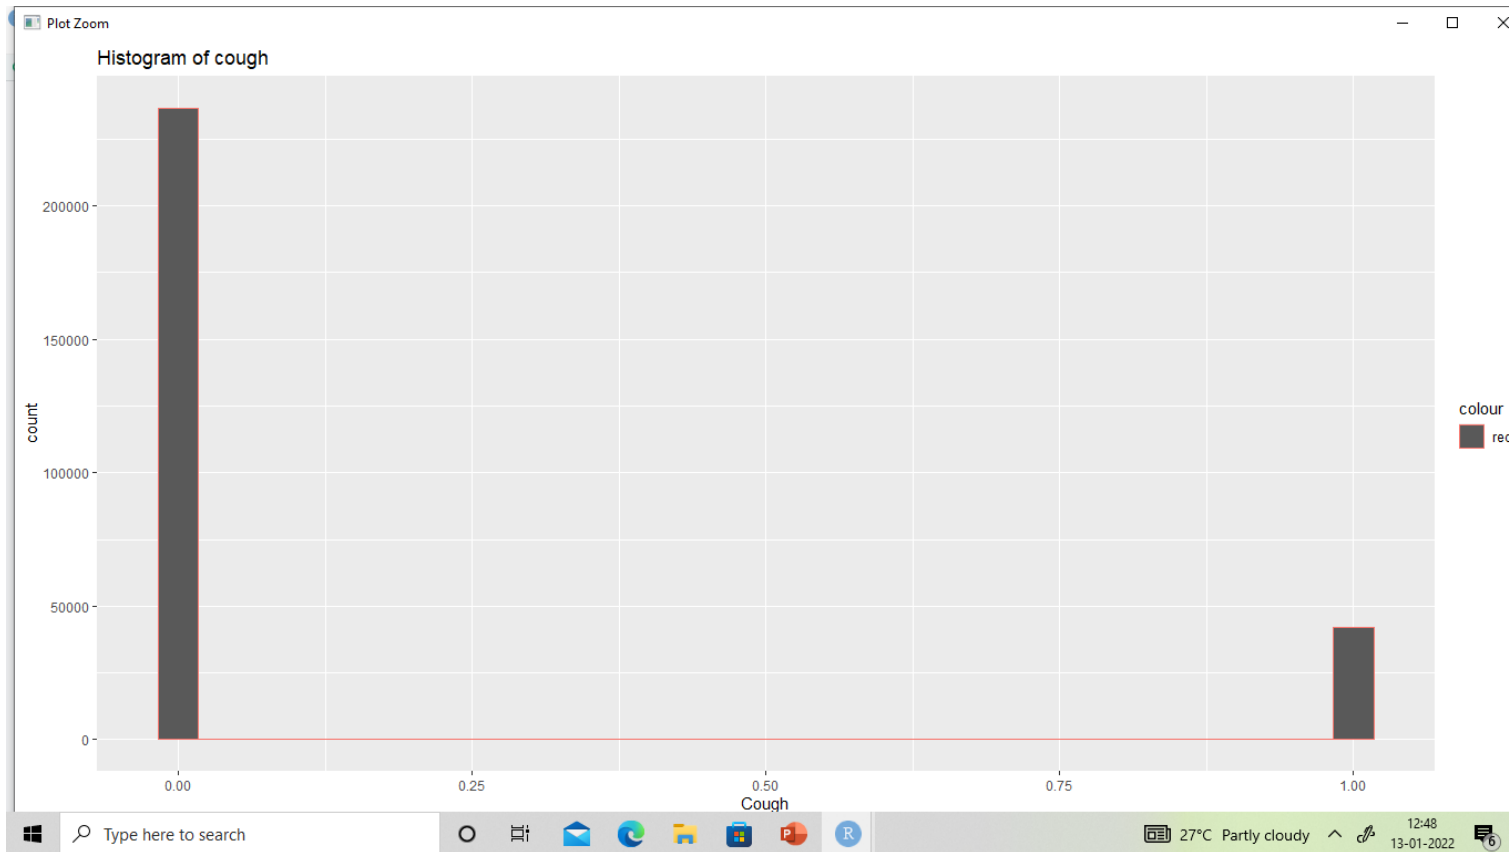 Plot Zoom
Histogram of cough
200000
150000
100000
50000
0
count
0.00 0.25 0.50 0.75 1.00
Cough
colour
Type here to search
P
R
27°C Partly cloudy
12:48
13-01-2022
6